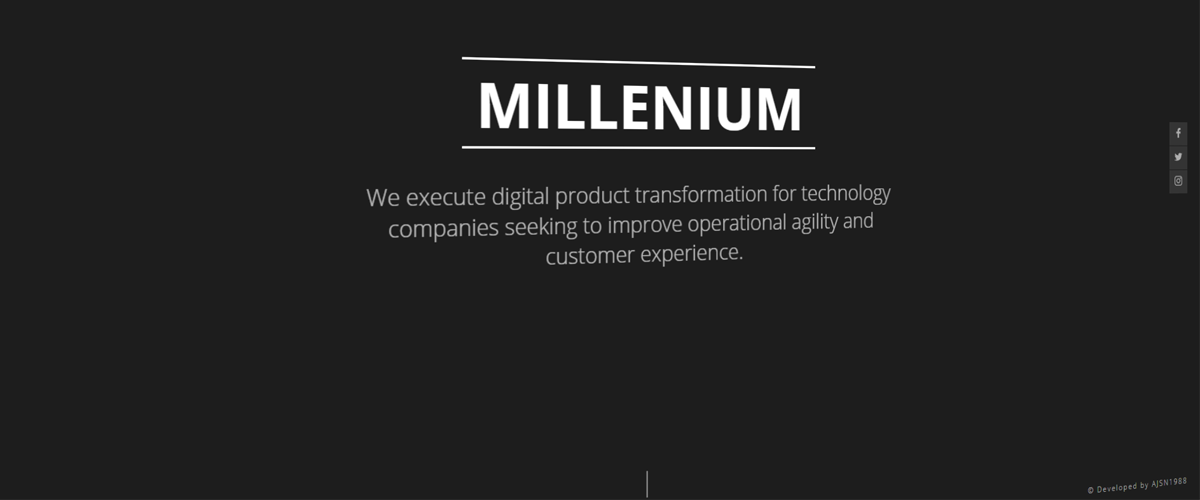 MILLENIUM
We execute digital product transformation for technology
companies seeking to improve operational agility and
customer experience.
© Developed by AJSN1988